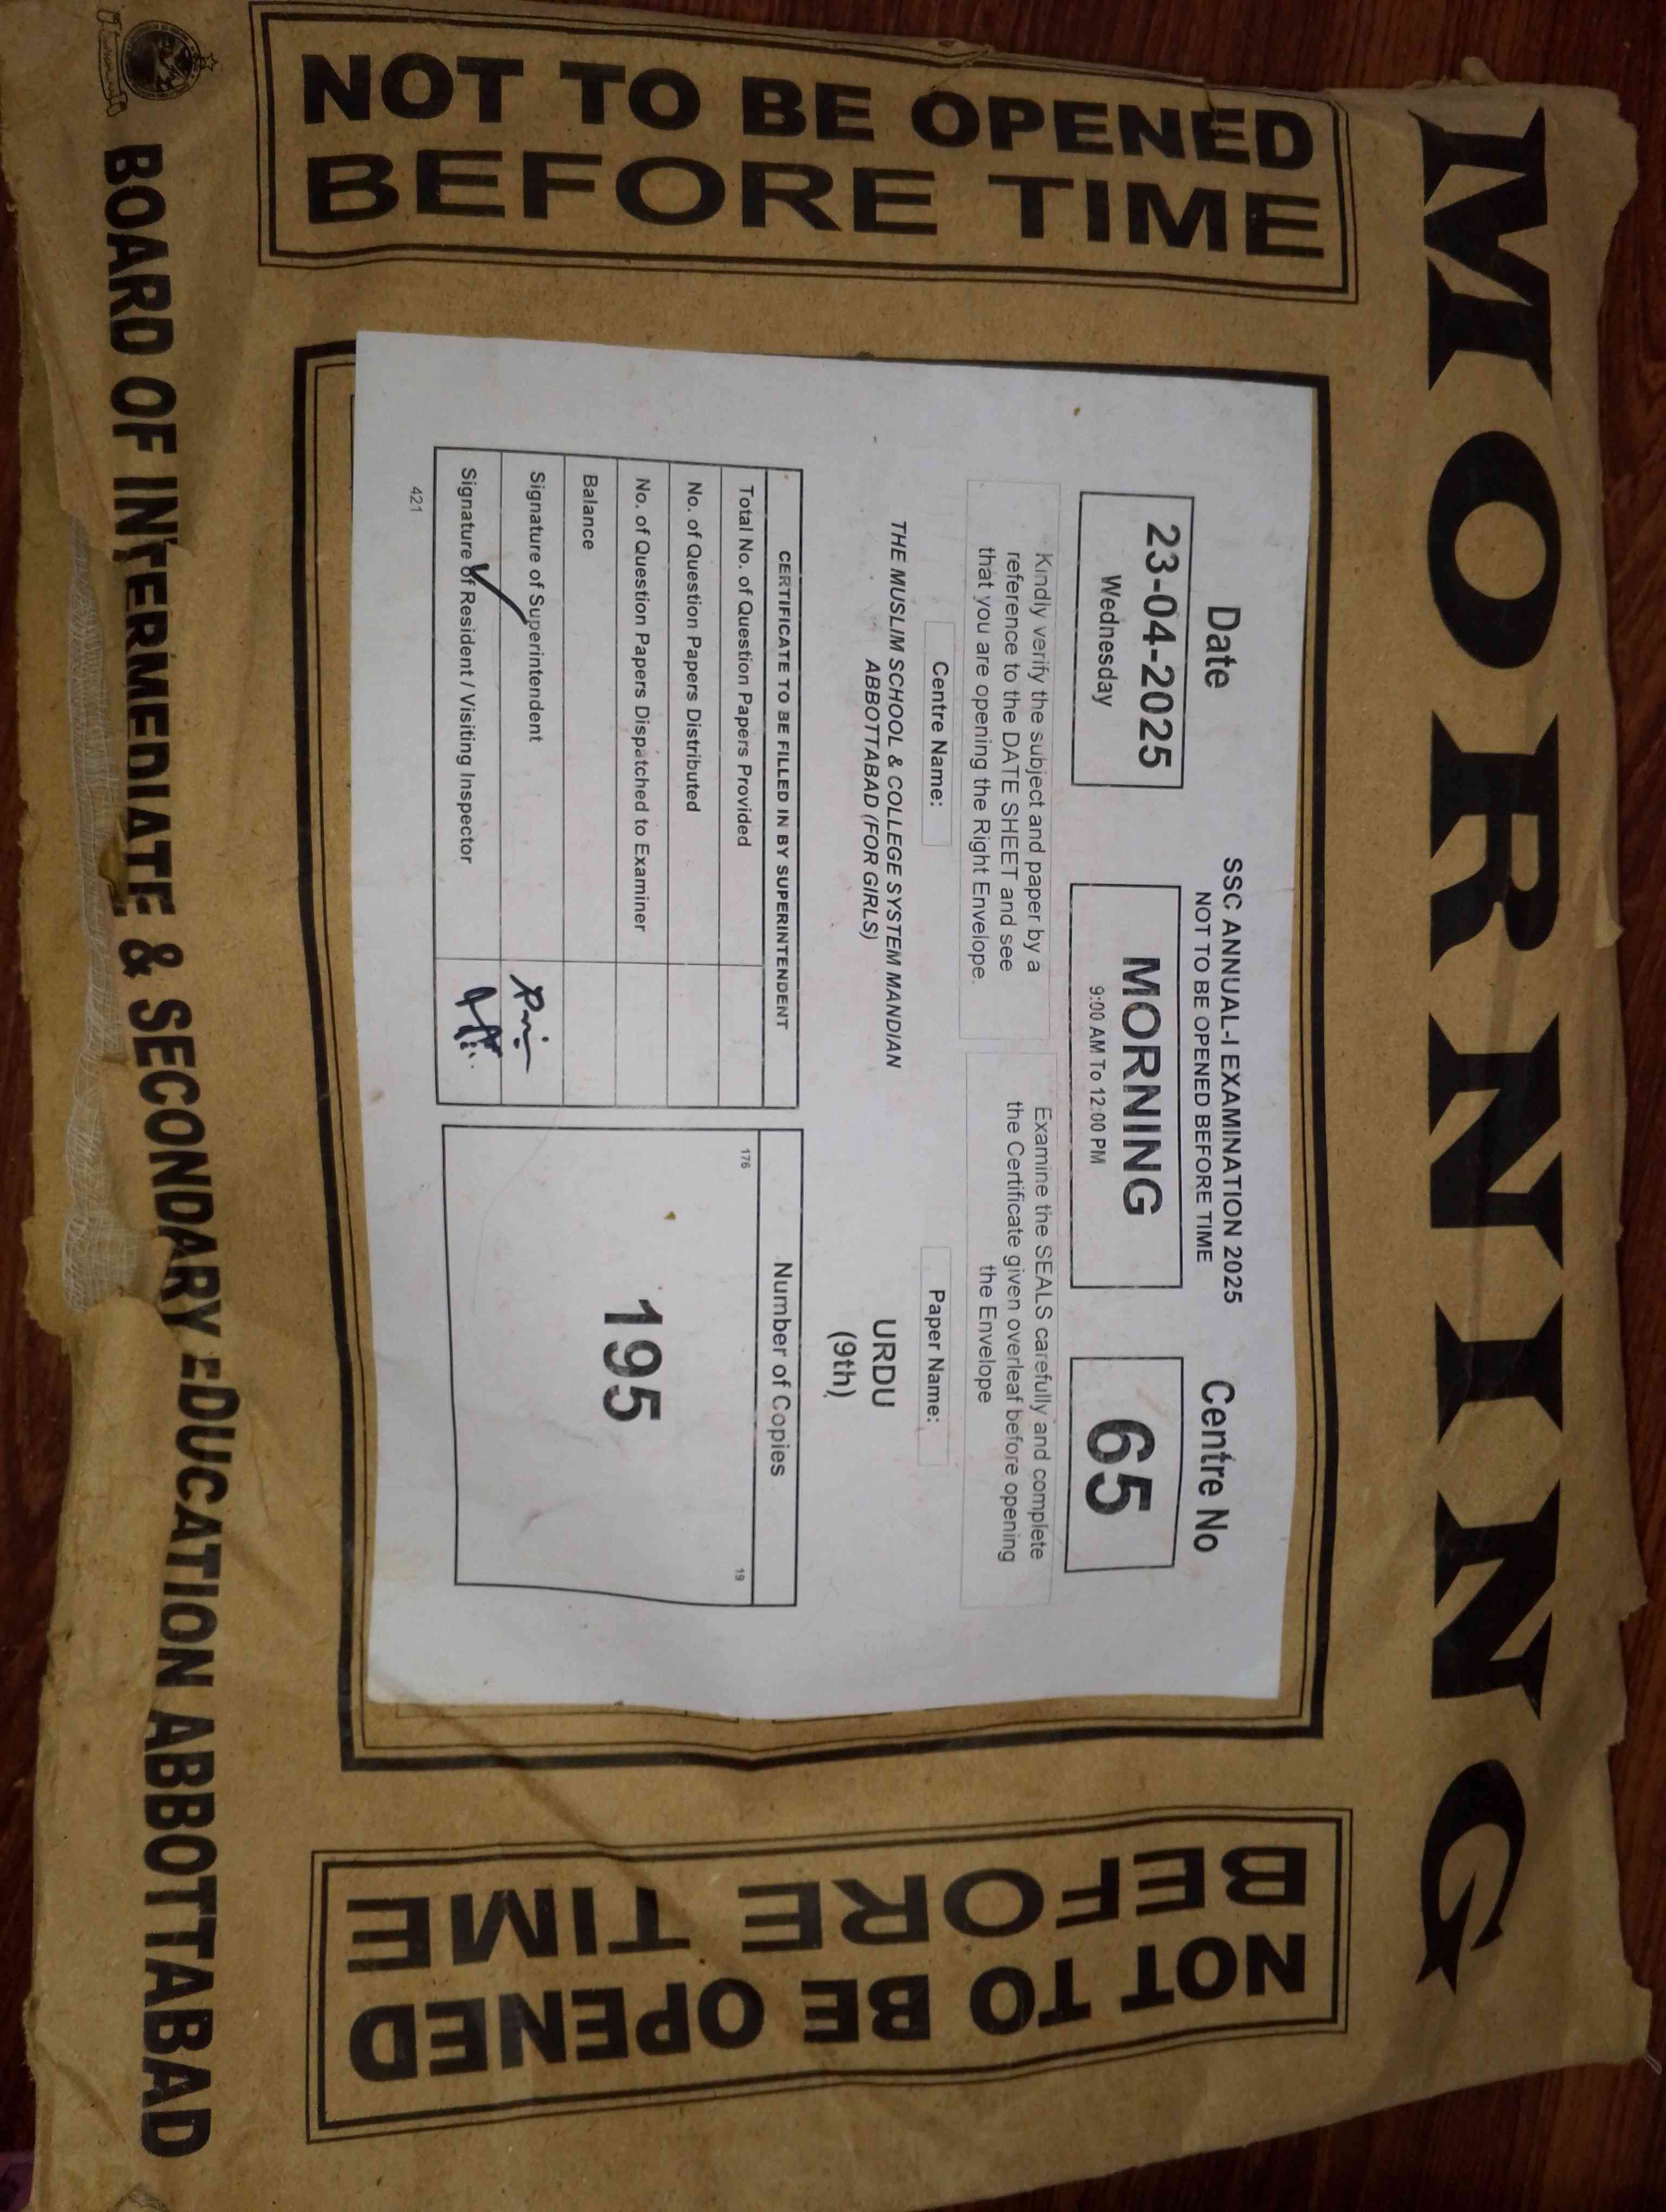 MORNING
NOT TO BE OPENED
BEFORE TIME
SSC ANNUAL-I EXAMINATION 2025
NOT TO BE OPENED BEFORE TIME
Date
Centre No
23-04-2025
Wednesday
MORNING
9:00 AM To 12:00 PM
65
Kindly verify the subject and paper by a
reference to the DATE SHEET and see
that you are opening the Right Envelope.
Examine the SEALS carefully and complete
the Certificate given overleaf before opening
the Envelope
Centre Name:
Paper Name:
THE MUSLIM SCHOOL & COLLEGE SYSTEM MANDIAN
ABBOTTABAD (FOR GIRLS)
URDU
(9th)
CERTIFICATE TO BE FILLED IN BY SUPERINTENDENT
Total No. of Question Papers Provided
No. of Question Papers Distributed
No. of Question Papers Dispatched to Examiner
Balance
Signature of Superintendent
Signature of Resident / Visiting Inspector
Number of Copies
176
19
195
421
NOT TO BE OPENED
BEFORE TIME
BOARD OF INTERMEDIATE & SECONDARY EDUCATION ABBOTTABAD